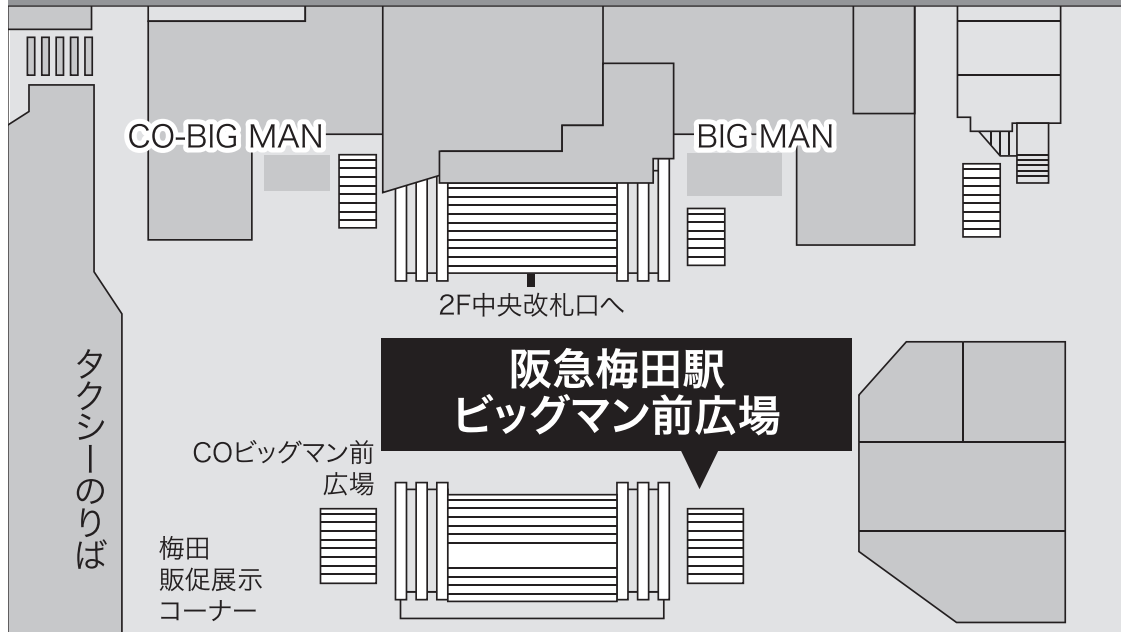 CO-BIG MAN
BIG MAN
2F中央改札口へ
阪急梅田駅
ビッグマン前広場
タクシーのりば
COビッグマン前
広場
梅田
販促展示
コーナー